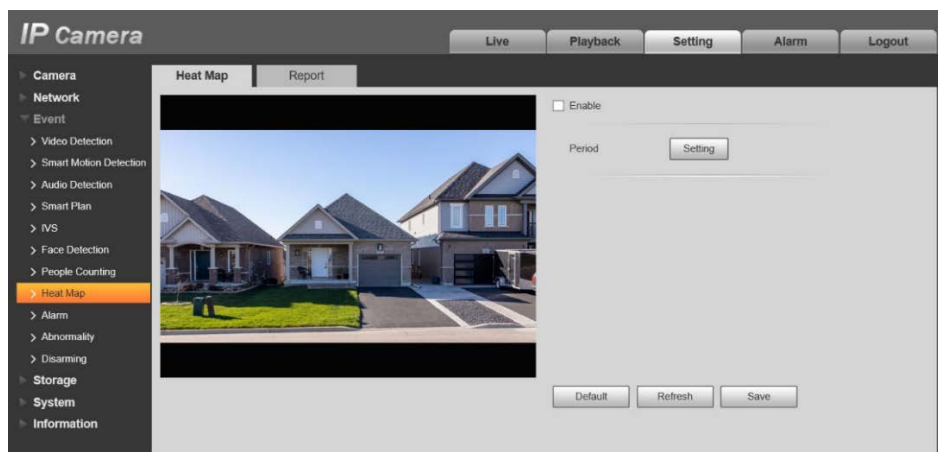 IP Camera
Live
Playback
Setting
Alarm
Logout
Camera
Network
Event
Video Detection
Smart Motion Detection
Audio Detection
Smart Plan
IVS
Face Detection
People Counting
Heat Map
Alarm
Abnormality
Disarming
Storage
System
Information
Heat Map
Report
Enable
Period
Setting
Default
Refresh
Save